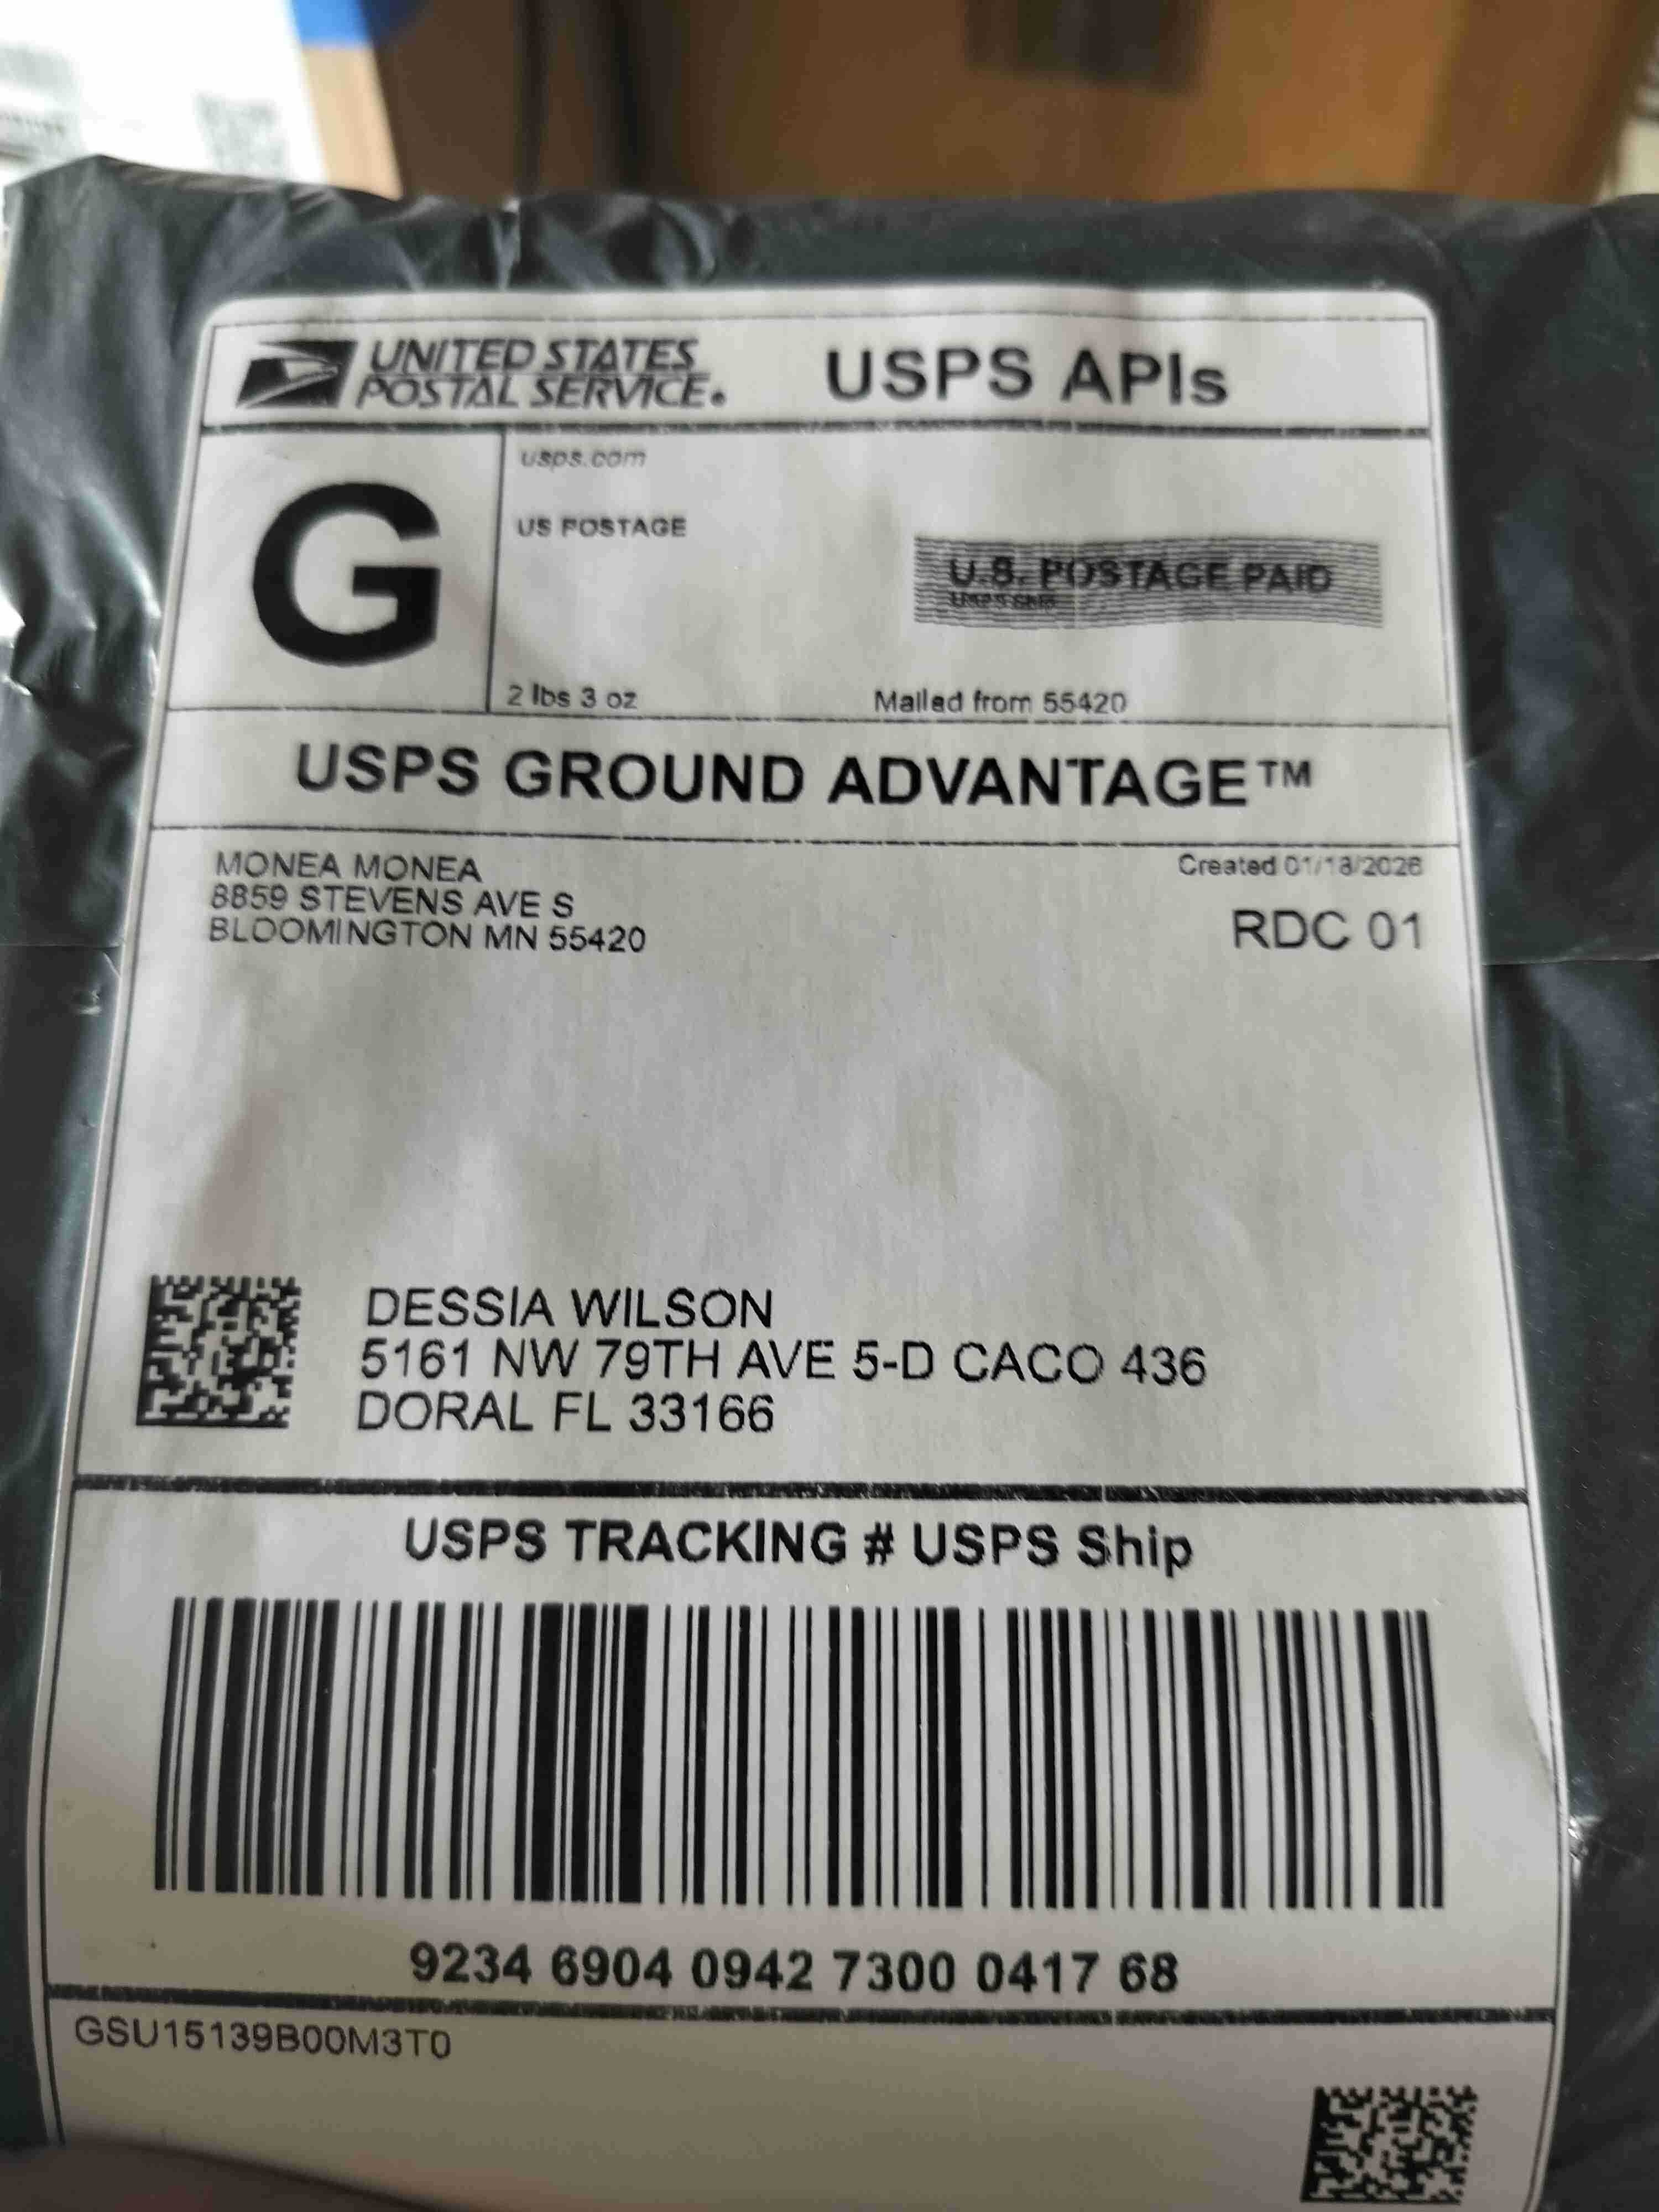 UNITED STATES
POSTAL SERVICE.
USPS APIs
G
usps.com
US POSTAGE
U.S. POSTAGE PAID
2 lbs 3 oz
Mailed from 55420
USPS GROUND ADVANTAGE™
MONEA MONEA
8859 STEVENS AVE S
BLOOMINGTON MN 55420
Created 01/18/2026
RDC 01
DESSIA WILSON
5161 NW 79TH AVE 5-D CACO 436
DORAL FL 33166
USPS TRACKING # USPS Ship
9234 6904 0942 7300 0417 68
GSU15139B00M3T0